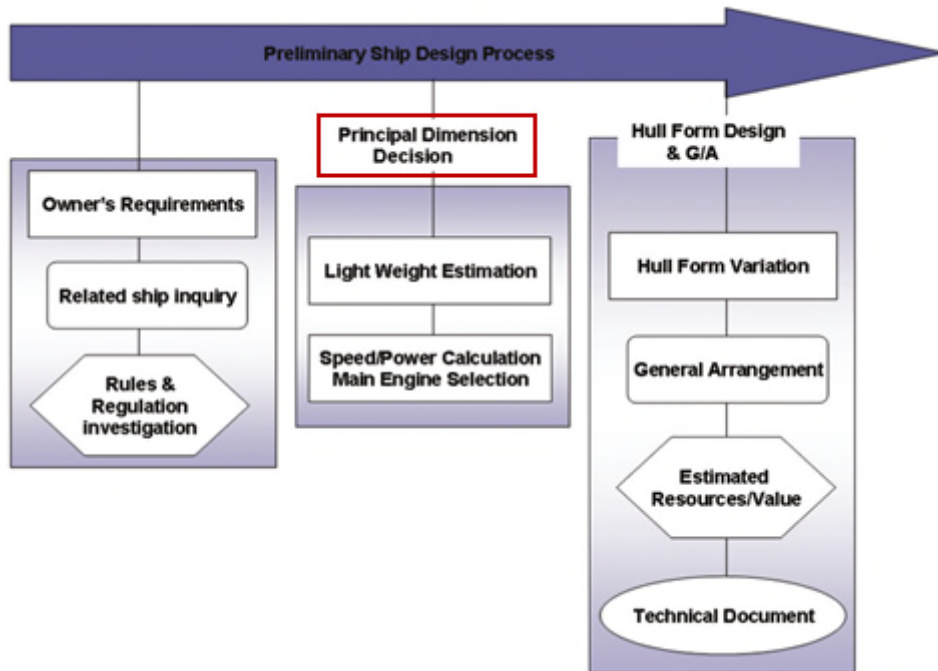 Preliminary Ship Design Process
Owner's Requirements
Related ship inquiry
Rules &
Regulation
investigation
Principal Dimension
Decision
Light Weight Estimation
Speed/Power Calculation
Main Engine Selection
Hull Form Design
& G/A
Hull Form Variation
General Arrangement
Estimated
Resources/Value
Technical Document